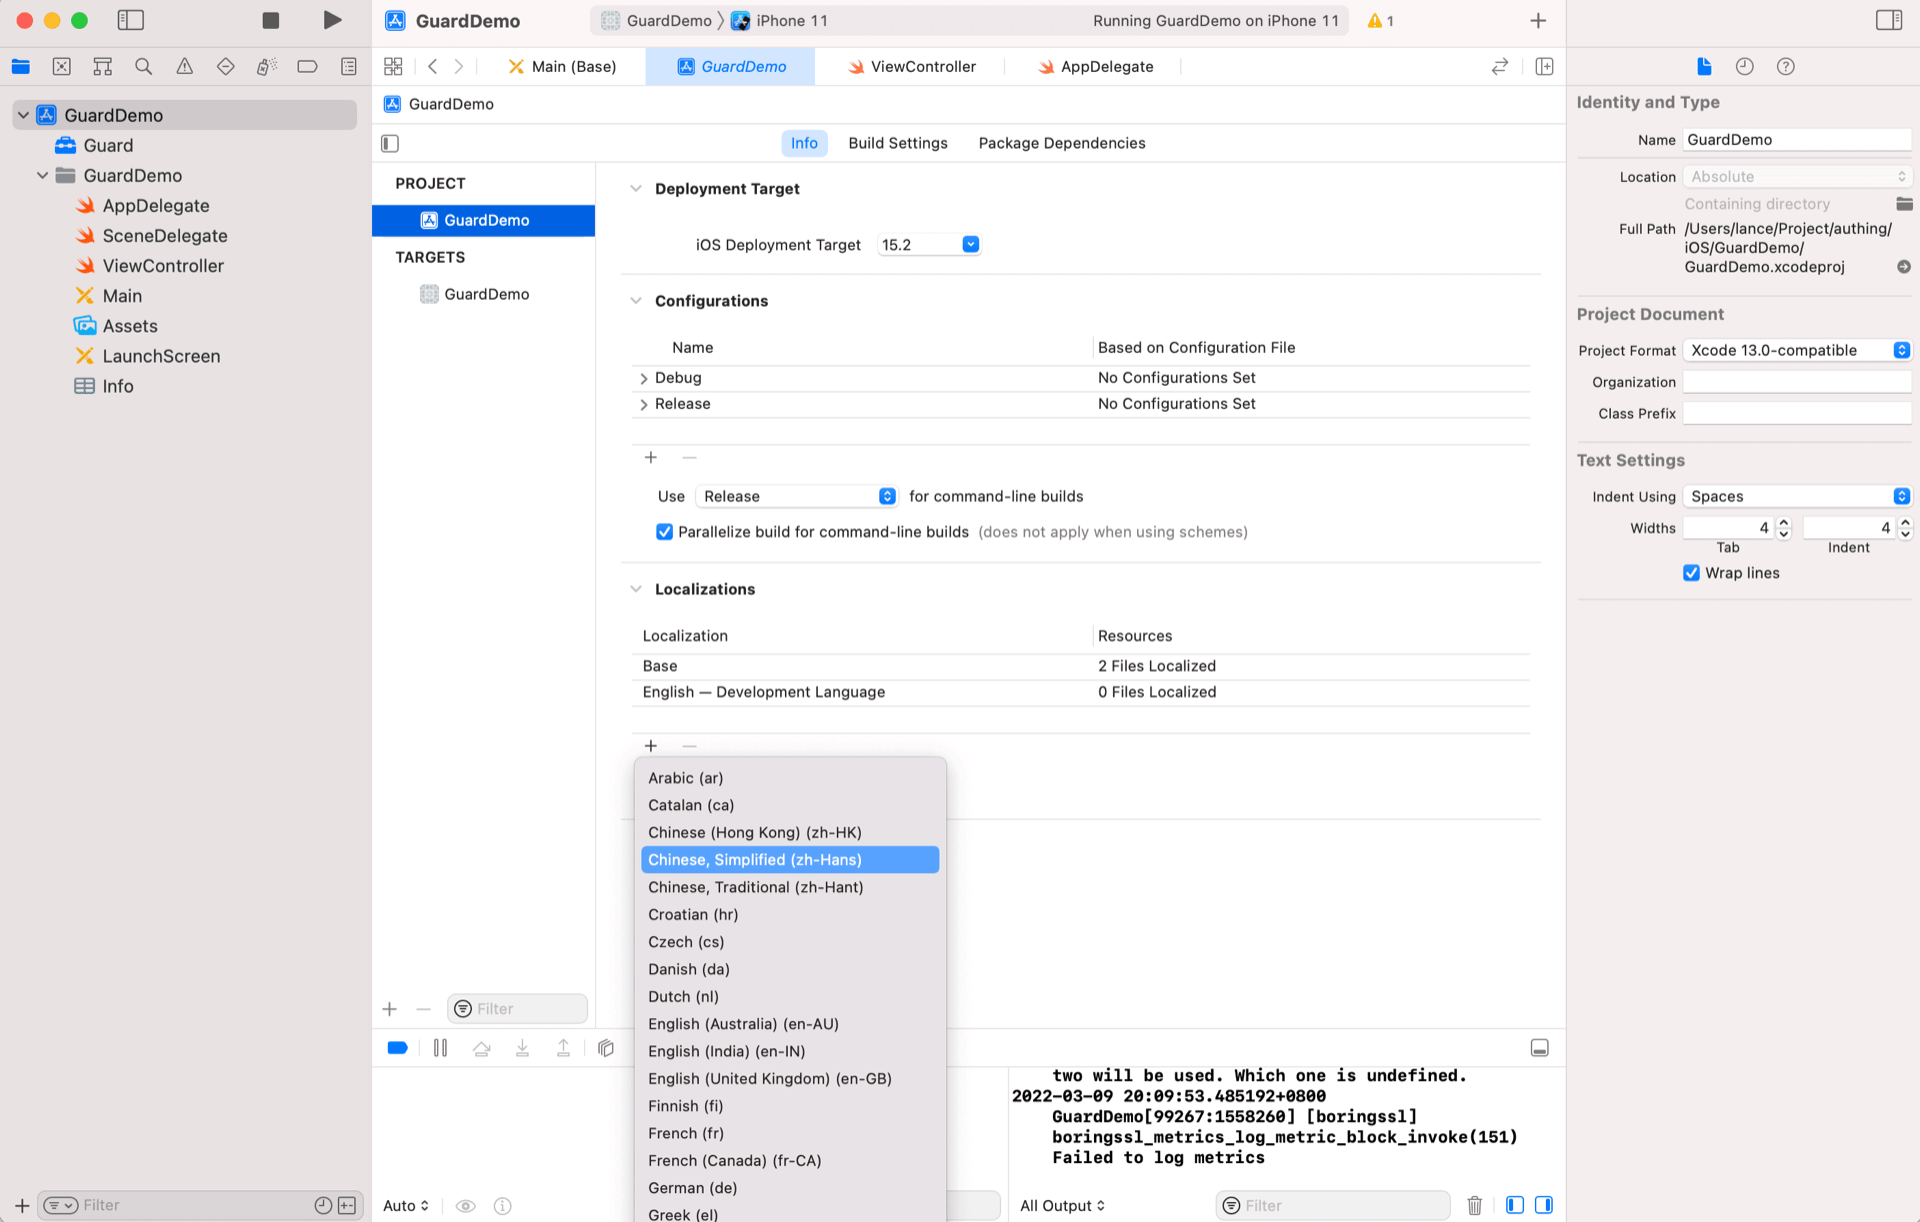 GuardDemo
GuardDemo 〉 iPhone 11
Running GuardDemo on iPhone 11
1
Main (Base)
GuardDemo
ViewController
AppDelegate
GuardDemo
Guard
GuardDemo
AppDelegate
SceneDelegate
ViewController
Main
Assets
LaunchScreen
Info
Filter
GuardDemo
Info
Build Settings
Package Dependencies
PROJECT
GuardDemo
TARGETS
GuardDemo
Filter
Deployment Target
iOS Deployment Target 15.2
Configurations
Name Based on Configuration File
Debug No Configurations Set
Release No Configurations Set
Use Release for command-line builds
Parallelize build for command-line builds (does not apply when using schemes)
Localizations
Localization Resources
Base 2 Files Localized
English — Development Language 0 Files Localized
Arabic (ar)
Catalan (ca)
Chinese (Hong Kong) (zh-HK)
Chinese, Simplified (zh-Hans)
Chinese, Traditional (zh-Hant)
Croatian (hr)
Czech (cs)
Danish (da)
Dutch (nl)
English (Australia) (en-AU)
English (India) (en-IN)
English (United Kingdom) (en-GB)
Finnish (fi)
French (fr)
French (Canada) (fr-CA)
German (de)
Greek (el)
Auto
two will be used. Which one is undefined.
2022-03-09 20:09:53.485192+0800
GuardDemo[99267:1558260] [boringssl]
boringssl_metrics_log_metric_block_invoke(151)
Failed to log metrics
All Output
Filter
Identity and Type
Name GuardDemo
Location Absolute
Containing directory
Full Path /Users/lance/Project/authing/
iOS/GuardDemo/
GuardDemo.xcodeproj
Project Document
Project Format Xcode 13.0-compatible
Organization
Class Prefix
Text Settings
Indent Using Spaces
Widths 4 4
Tab Indent
Wrap lines